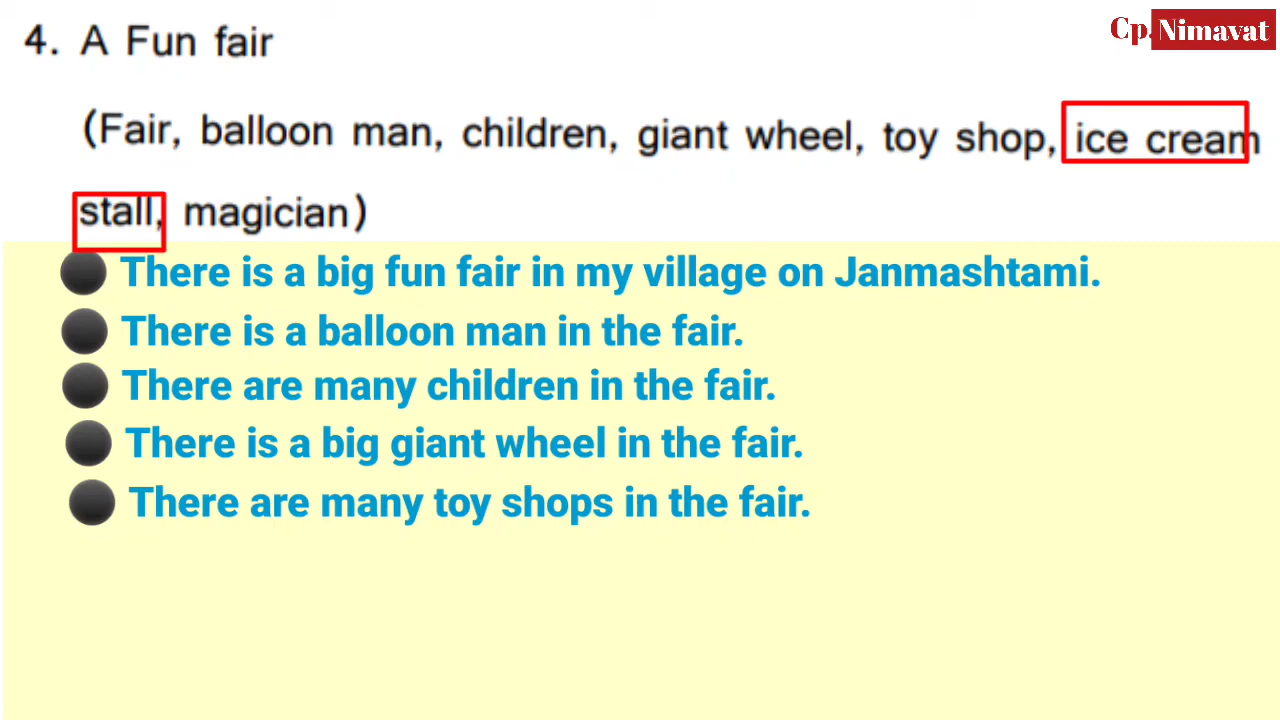 4. A Fun fair
Cp. Nimavat
(Fair, balloon man, children, giant wheel, toy shop, ice cream
stall, magician)
There is a big fun fair in my village on Janmashtami.
There is a balloon man in the fair.
There are many children in the fair.
There is a big giant wheel in the fair.
There are many toy shops in the fair.